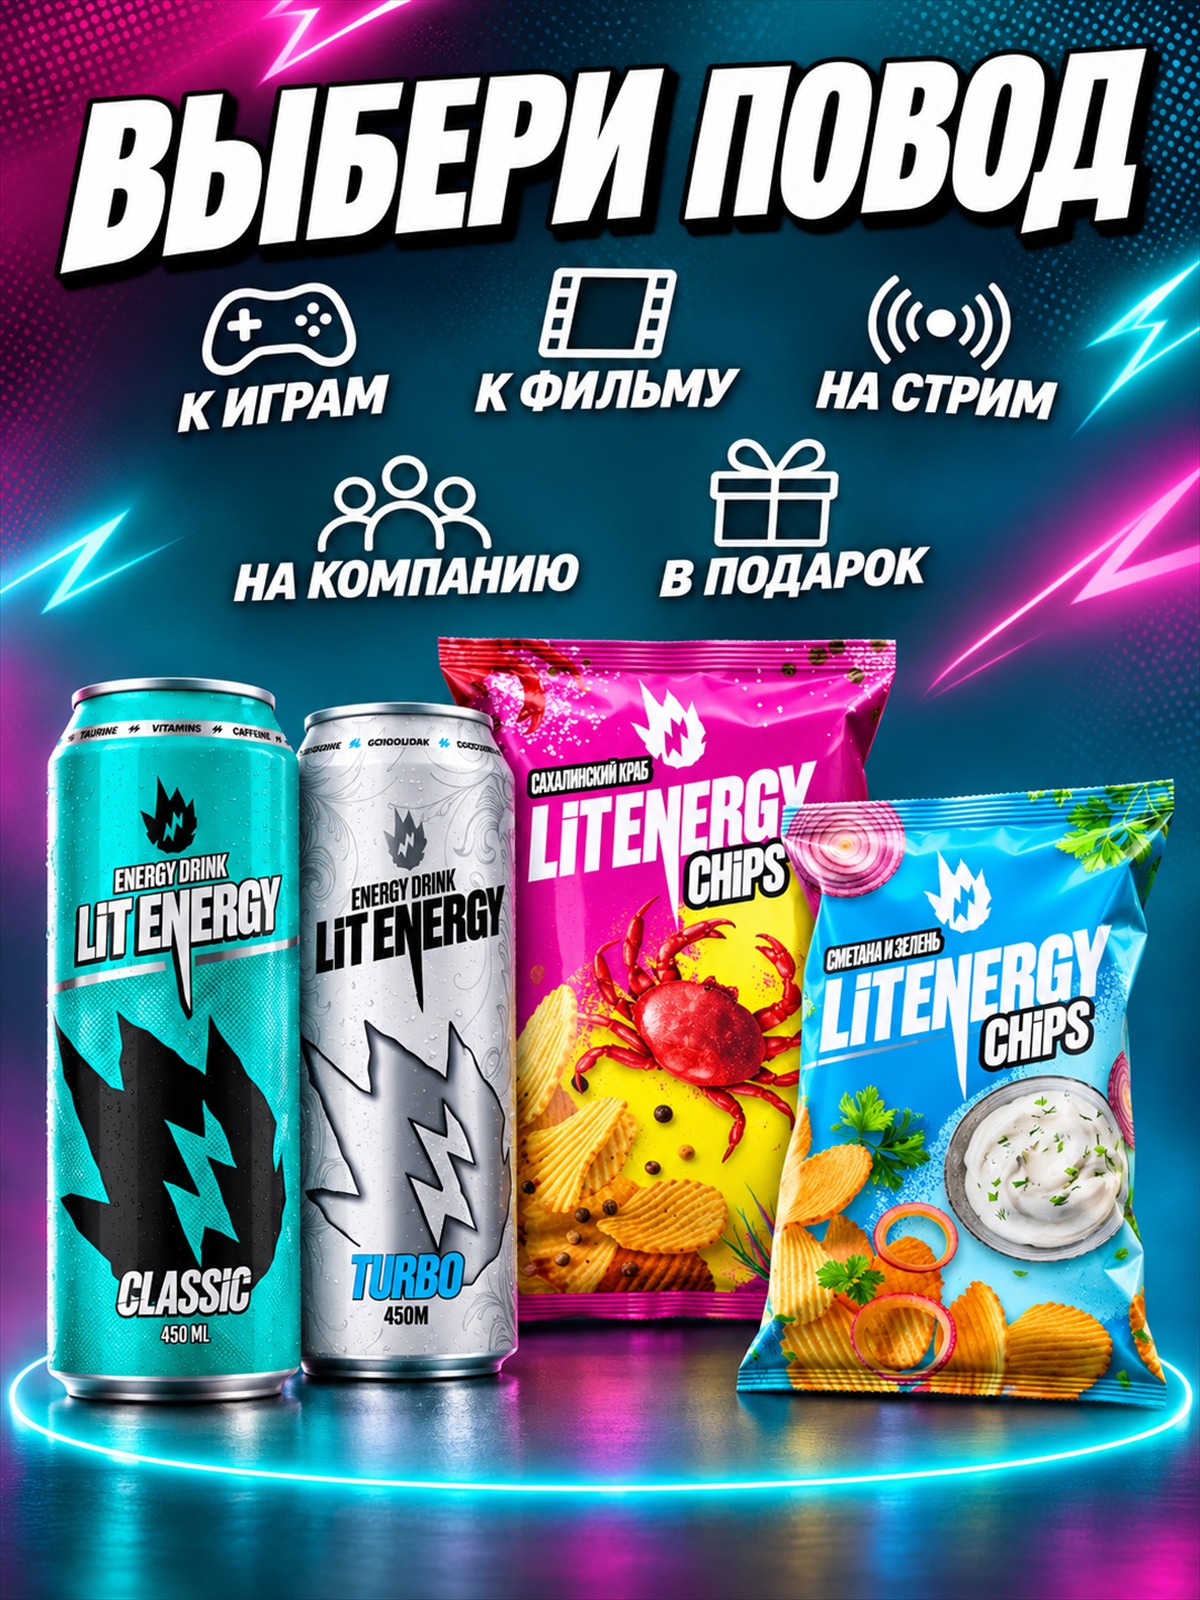 ВЫБЕРИ ПОВОД
К ИГРАМ
К ФИЛЬМУ
НА СТРИМ
НА КОМПАНИЮ
В ПОДАРОК
TAURINE VITAMINS CAFFEINE
ENERGY DRINK
LIT ENERGY
CLASSIC
450 ML
GCHOOLIDAK
ENERGY DRINK
LIT ENERGY
TURBO
450M
САХАЛИНСКИЙ КРАБ
LITENERGY
CHIPS
СМЕТАНА И ЗЕЛЕНЬ
LITENERGY
CHIPS